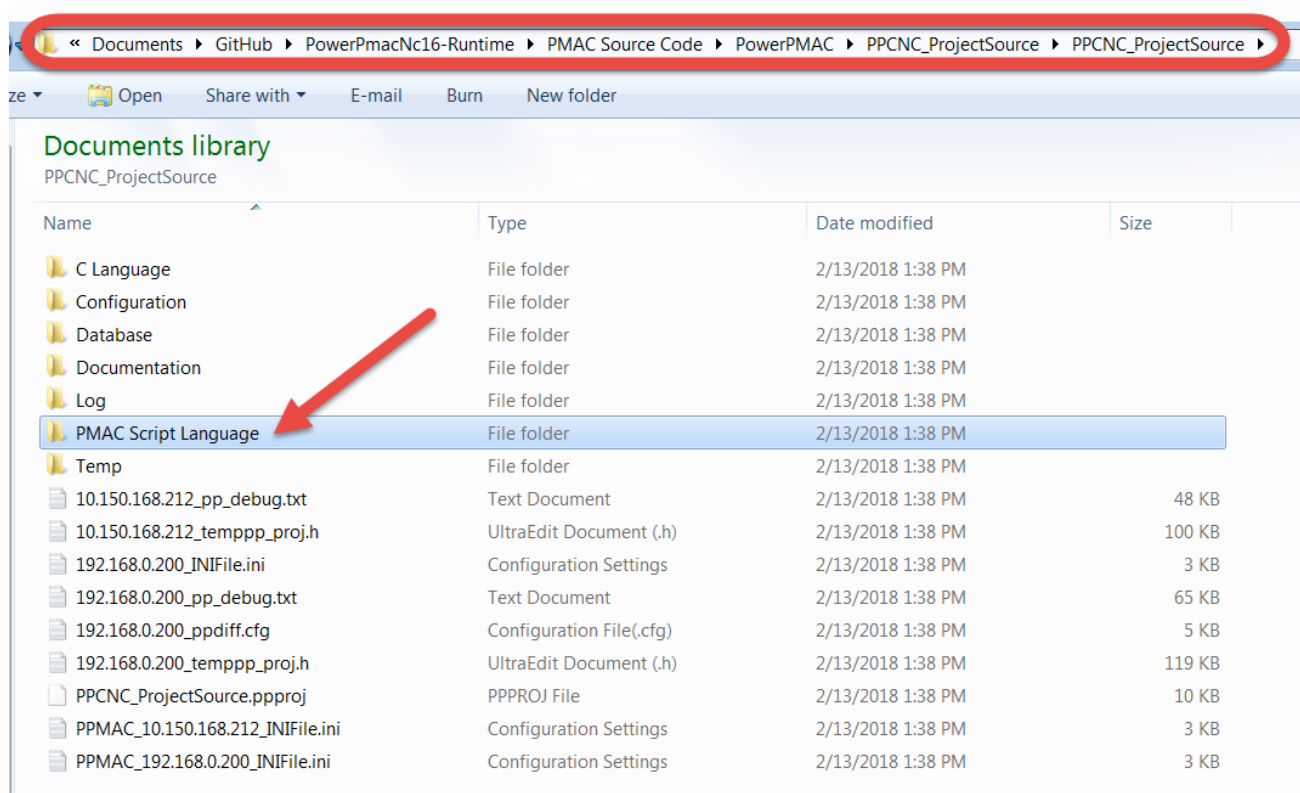 « Documents ▸ GitHub ▸ PowerPmacNc16-Runtime ▸ PMAC Source Code ▸ PowerPMAC ▸ PPCNC_ProjectSource ▸ PPCNC_ProjectSource ▸
ze Open Share with E-mail Burn New folder
Documents library
PPCNC_ProjectSource
Name Type Date modified Size
C Language File folder 2/13/2018 1:38 PM
Configuration File folder 2/13/2018 1:38 PM
Database File folder 2/13/2018 1:38 PM
Documentation File folder 2/13/2018 1:38 PM
Log File folder 2/13/2018 1:38 PM
PMAC Script Language File folder 2/13/2018 1:38 PM
Temp File folder 2/13/2018 1:38 PM
10.150.168.212_pp_debug.txt Text Document 2/13/2018 1:38 PM 48 KB
10.150.168.212_temppp_proj.h UltraEdit Document (.h) 2/13/2018 1:38 PM 100 KB
192.168.0.200_INIFile.ini Configuration Settings 2/13/2018 1:38 PM 3 KB
192.168.0.200_pp_debug.txt Text Document 2/13/2018 1:38 PM 65 KB
192.168.0.200_ppdiff.cfg Configuration File(.cfg) 2/13/2018 1:38 PM 5 KB
192.168.0.200_temppp_proj.h UltraEdit Document (.h) 2/13/2018 1:38 PM 119 KB
PPCNC_ProjectSource.ppproj PPPROJ File 2/13/2018 1:38 PM 10 KB
PPMAC_10.150.168.212_INIFile.ini Configuration Settings 2/13/2018 1:38 PM 3 KB
PPMAC_192.168.0.200_INIFile.ini Configuration Settings 2/13/2018 1:38 PM 3 KB